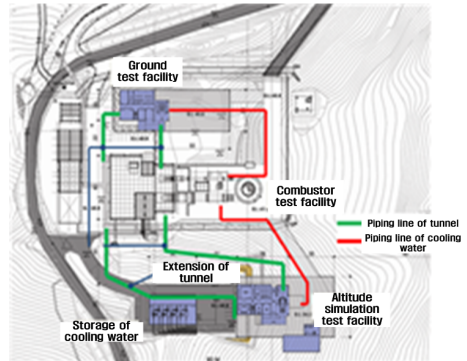 Ground
test facility
Combustor
test facility
Piping line of tunnel
Piping line of cooling
water
Extension of
tunnel
Altitude
simulation
test facility
Storage of
cooling water